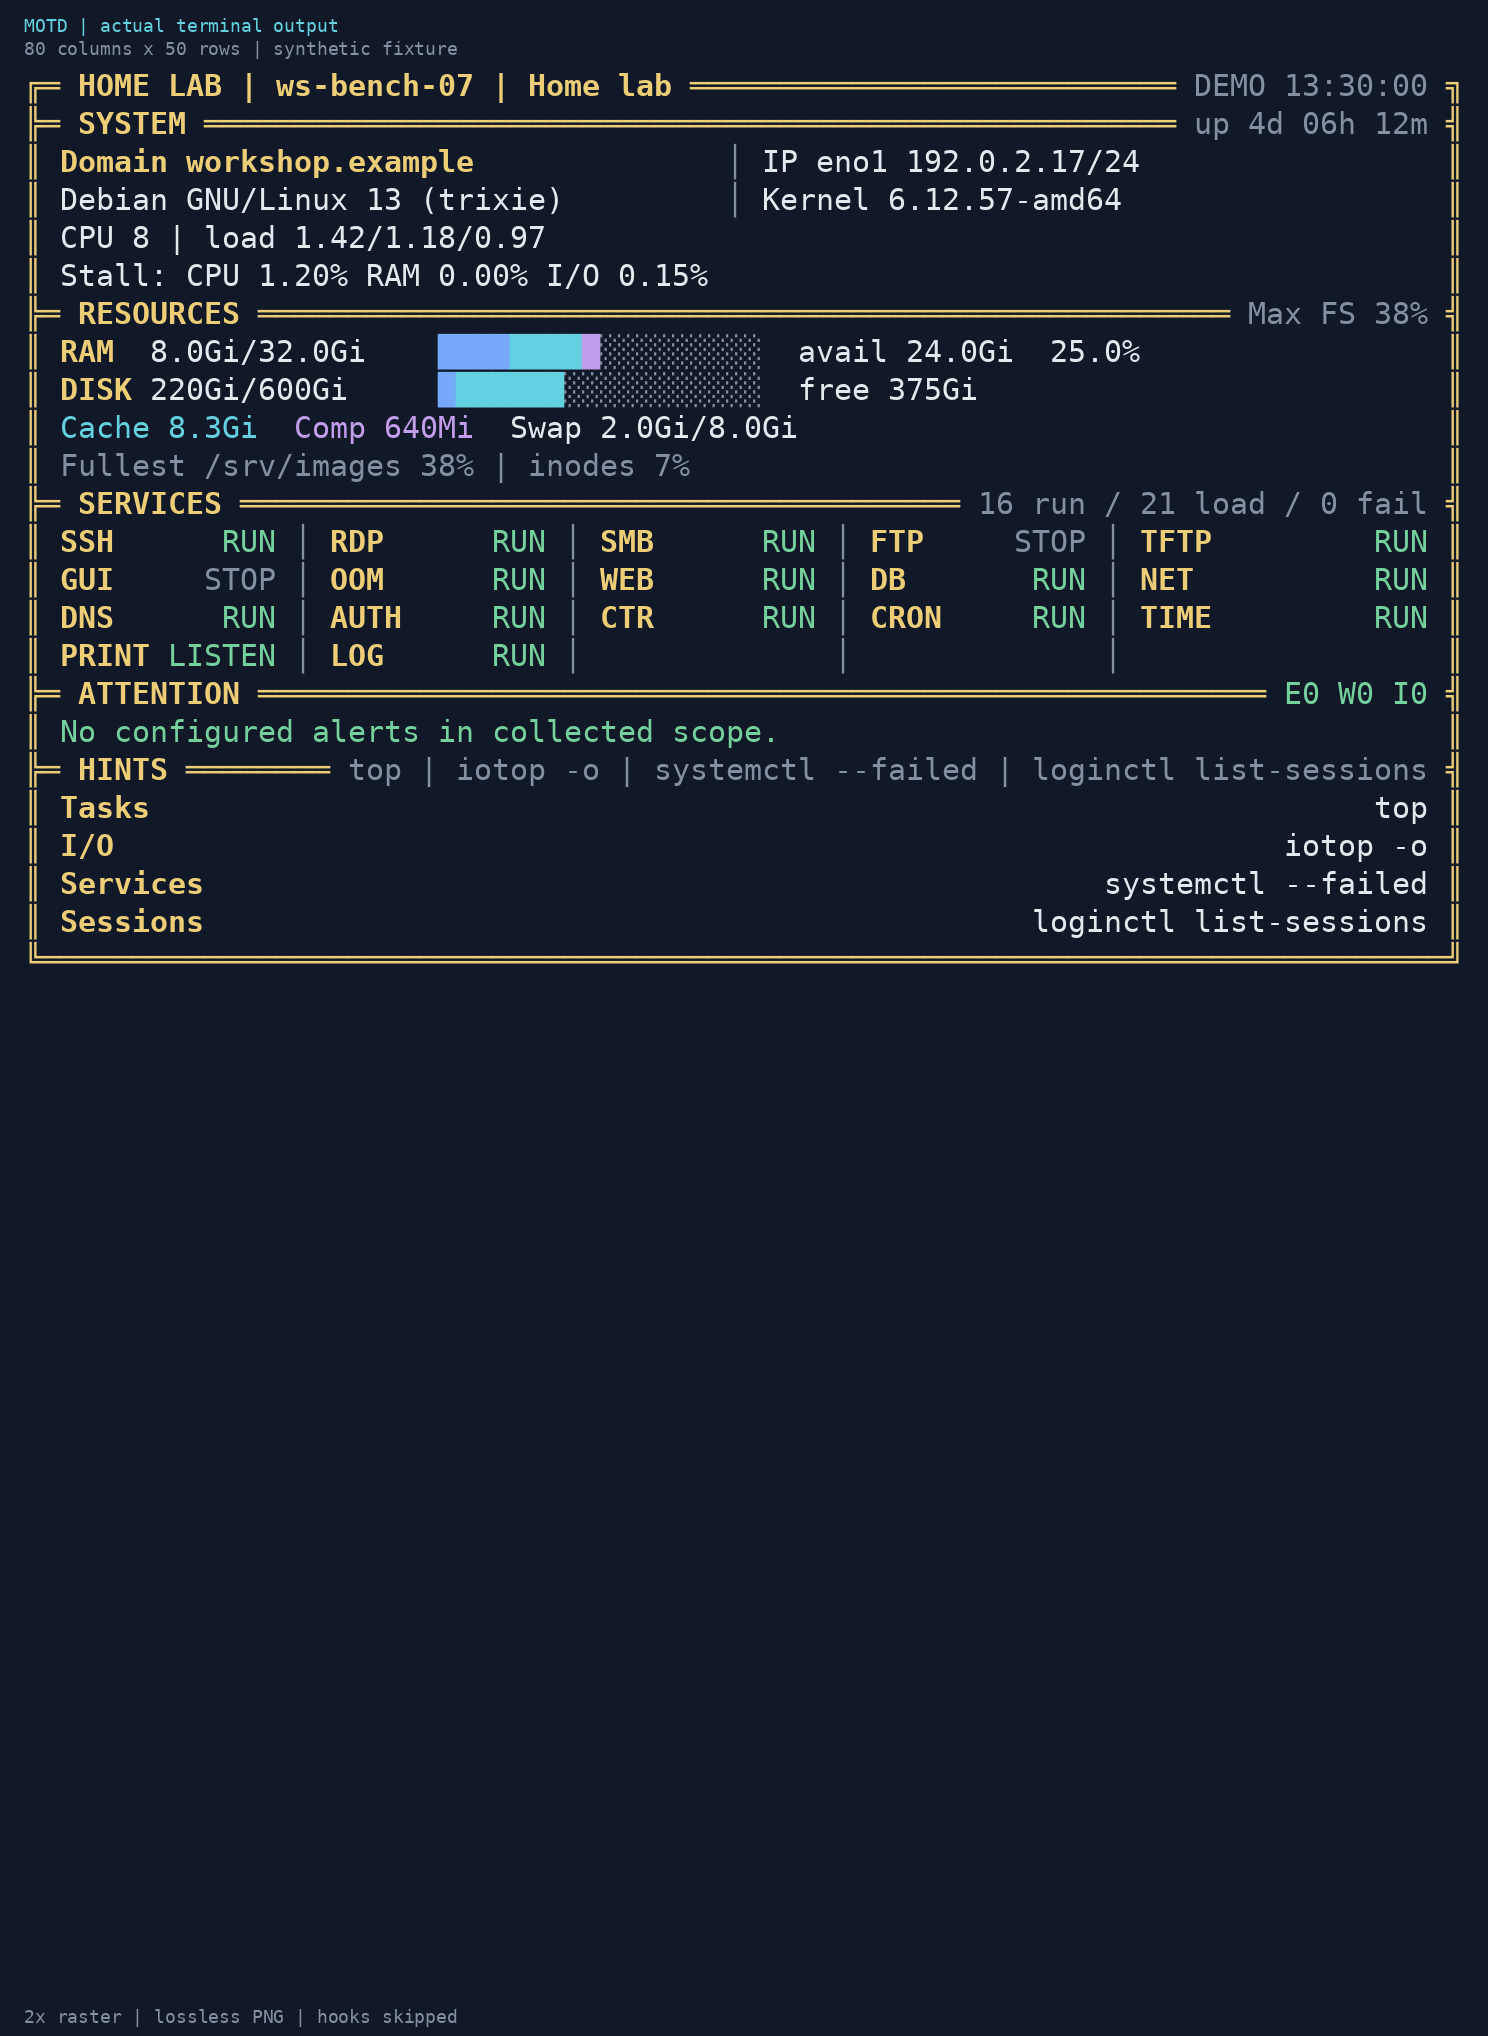 MOTD | actual terminal output
80 columns x 50 rows | synthetic fixture
╔═ HOME LAB | ws-bench-07 | Home lab ═══════════════════════════ DEMO 13:30:00 ╗
╠═ SYSTEM ══════════════════════════════════════════════════════ up 4d 06h 12m ╣
║ Domain workshop.example              │ IP eno1 192.0.2.17/24                 ║
║ Debian GNU/Linux 13 (trixie)         │ Kernel 6.12.57-amd64                  ║
║ CPU 8 | load 1.42/1.18/0.97                                                  ║
║ Stall: CPU 1.20% RAM 0.00% I/O 0.15%                                         ║
╠═ RESOURCES ══════════════════════════════════════════════════════ Max FS 38% ╣
║ RAM  8.0Gi/32.0Gi    █████████░░░░░░░░░  avail 24.0Gi  25.0%                 ║
║ DISK 220Gi/600Gi     ███████░░░░░░░░░░░  free 375Gi                          ║
║ Cache 8.3Gi  Comp 640Mi  Swap 2.0Gi/8.0Gi                                    ║
║ Fullest /srv/images 38% | inodes 7%                                          ║
╠═ SERVICES ════════════════════════════════════════ 16 run / 21 load / 0 fail ╣
║ SSH      RUN │ RDP      RUN │ SMB      RUN │ FTP     STOP │ TFTP         RUN ║
║ GUI     STOP │ OOM      RUN │ WEB      RUN │ DB       RUN │ NET          RUN ║
║ DNS      RUN │ AUTH     RUN │ CTR      RUN │ CRON     RUN │ TIME         RUN ║
║ PRINT LISTEN │ LOG      RUN │              │              │                  ║
╠═ ATTENTION ════════════════════════════════════════════════════════ E0 W0 I0 ╣
║ No configured alerts in collected scope.                                     ║
╠═ HINTS ════════ top | iotop -o | systemctl --failed | loginctl list-sessions ╣
║ Tasks                                                                    top ║
║ I/O                                                                 iotop -o ║
║ Services                                                  systemctl --failed ║
║ Sessions                                              loginctl list-sessions ║
╚══════════════════════════════════════════════════════════════════════════════╝
2x raster | lossless PNG | hooks skipped